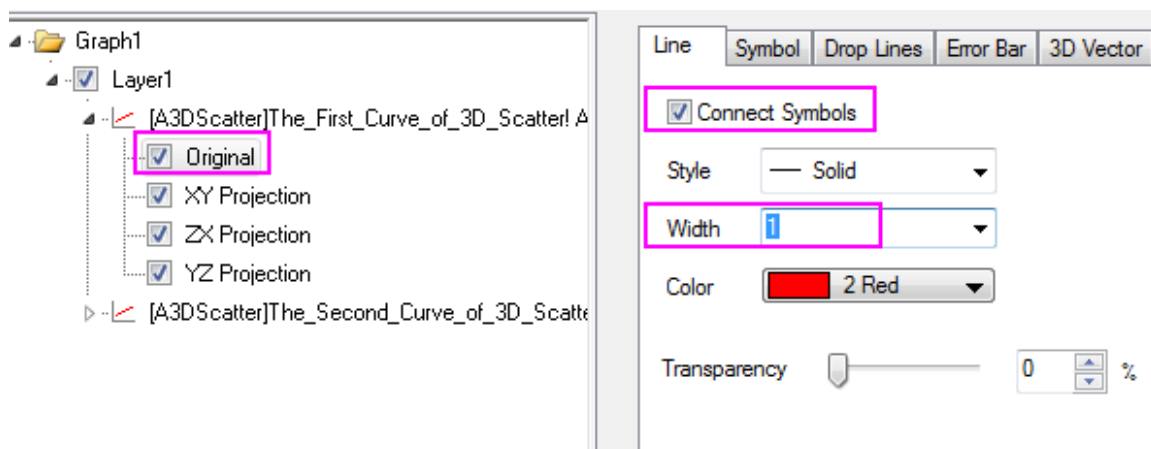 Graph1
Layer1
[A3DScatter]The_First_Curve_of_3D_Scatter! A
Original
XY Projection
ZX Projection
YZ Projection
[A3DScatter]The_Second_Curve_of_3D_Scatte
Line Symbol Drop Lines Error Bar 3D Vector
Connect Symbols
Style Solid
Width 1
Color 2 Red
Transparency 0 %